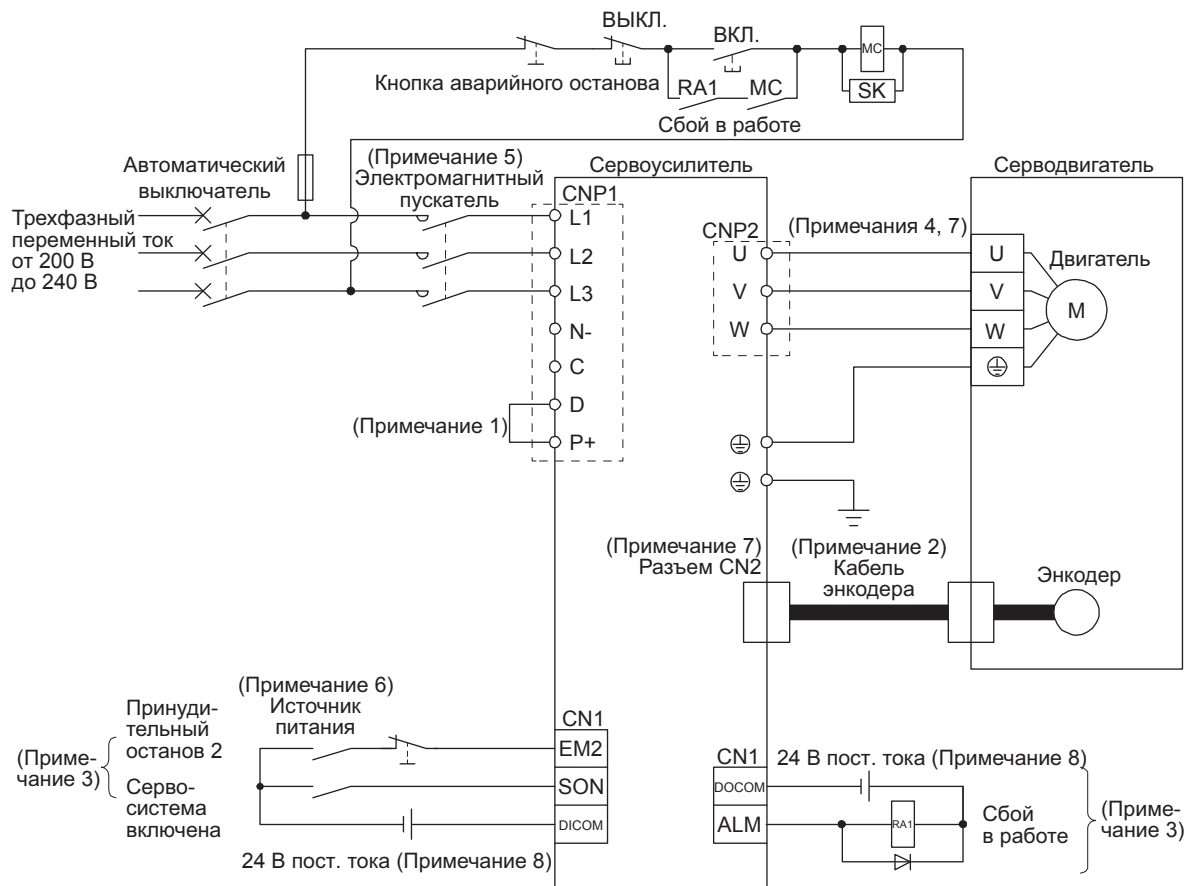 ВЫКЛ.
ВКЛ.
MC
Кнопка аварийного останова
RA1
MC
SK
Сбой в работе
Автоматический
выключатель
(Примечание 5)
Электромагнитный
пускатель
Сервоусилитель
Серводвигатель
CNP1
Трехфазный
переменный ток
от 200 В
до 240 В
L1
L2
L3
N-
C
D
P+
(Примечание 1)
CNP2
U
V
W
(Примечания 4, 7)
U
V
W
Двигатель
M
(Примечание 7)
Разъем CN2
(Примечание 2)
Кабель
энкодера
Энкодер
(Примечание 6)
Источник
питания
Принуди-
тельный
останов 2
(Приме-
чание 3)
Серво-
система
включена
CN1
EM2
SON
DICOM
24 В пост. тока (Примечание 8)
CN1
24 В пост. тока (Примечание 8)
DOCOM
ALM
RA1
Сбой
в работе
(Приме-
чание 3)